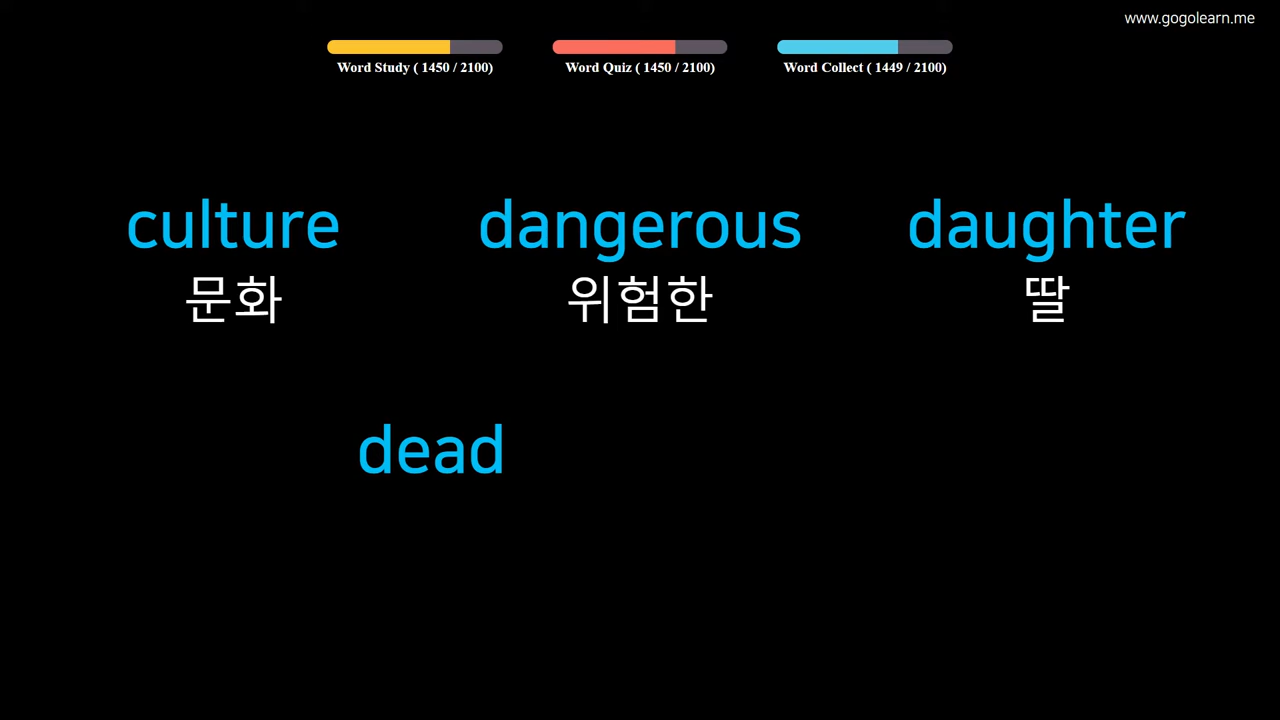 www.gogolearn.me
Word Study ( 1450 / 2100)
Word Quiz ( 1450 / 2100)
Word Collect ( 1449 / 2100)
culture
dangerous
daughter
문화
위험한
딸
dead